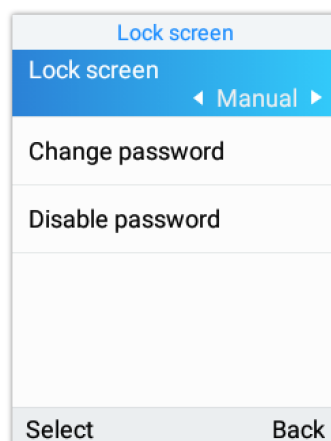 Lock screen
Lock screen
Manual
Change password
Disable password
Select Back